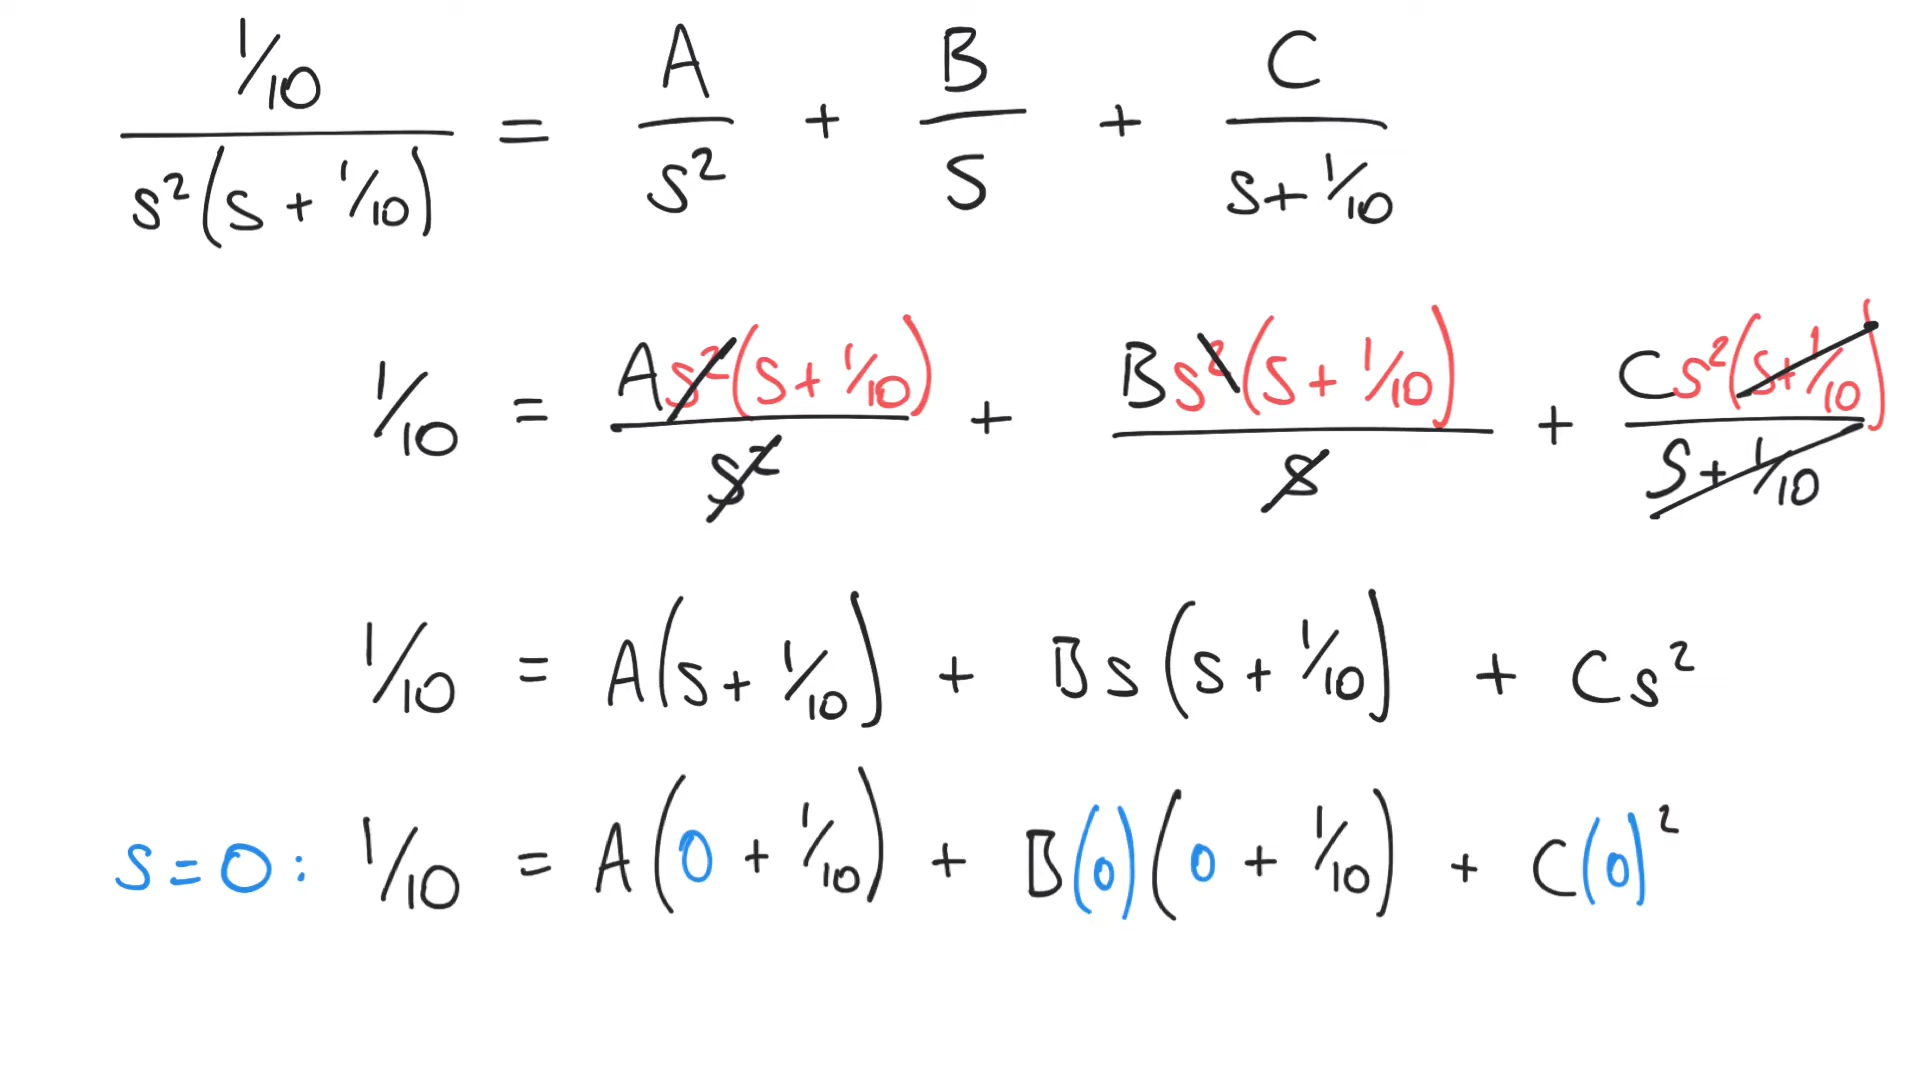 1/10 / s²(s + 1/10) = A/s² + B/s + C/(s + 1/10)
1/10 = As²(s + 1/10)/s² + Bs²(s + 1/10)/s + Cs²(s + 1/10)/(s + 1/10)
1/10 = A(s + 1/10) + Bs(s + 1/10) + Cs²
s = 0: 1/10 = A(0 + 1/10) + B(0)(0 + 1/10) + C(0)²